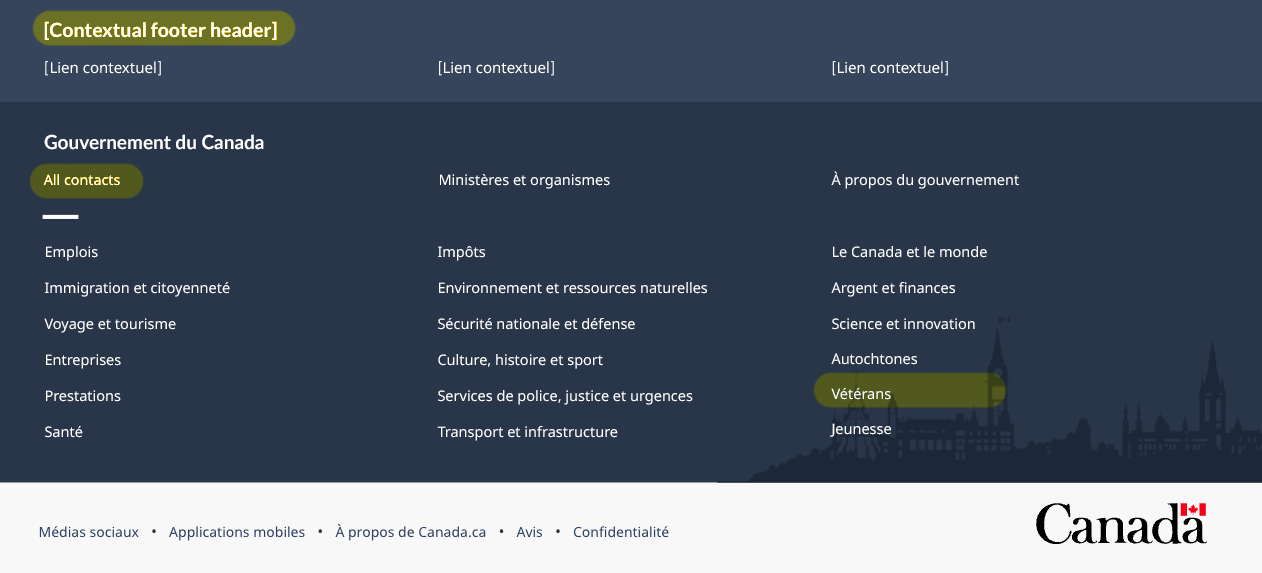 [Contextual footer header]
[Lien contextuel] [Lien contextuel] [Lien contextuel]
Gouvernement du Canada
All contacts Ministères et organismes À propos du gouvernement
Emplois Impôts Le Canada et le monde
Immigration et citoyenneté Environnement et ressources naturelles Argent et finances
Voyage et tourisme Sécurité nationale et défense Science et innovation
Entreprises Culture, histoire et sport Autochtones
Prestations Services de police, justice et urgences Vétérans
Santé Transport et infrastructure Jeunesse
Médias sociaux • Applications mobiles • À propos de Canada.ca • Avis • Confidentialité Canada